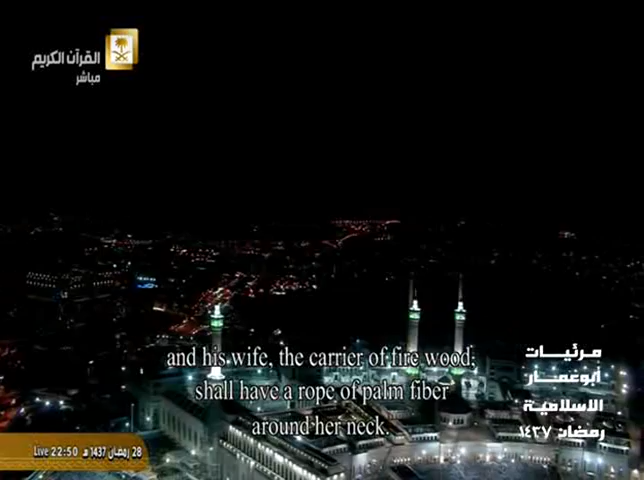 القرآن الكريم
مباشر
and his wife, the carrier of fire wood;
shall have a rope of palm fiber
around her neck.
مرئيات
أبوعمار
الاسلامية
رمضان ١٤٣٧
Live 22:50 28 رمضان 1437 هـ